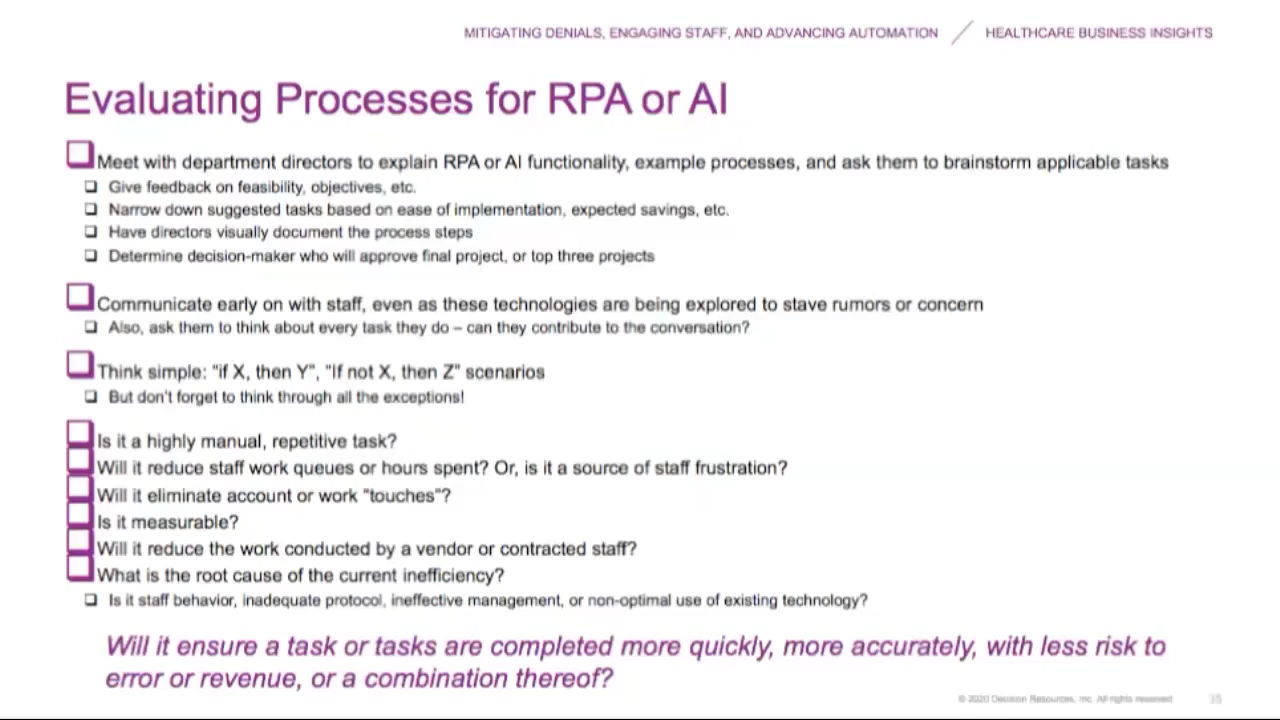 MITIGATING DENIALS, ENGAGING STAFF, AND ADVANCING AUTOMATION / HEALTHCARE BUSINESS INSIGHTS
Evaluating Processes for RPA or AI
Meet with department directors to explain RPA or AI functionality, example processes, and ask them to brainstorm applicable tasks
Give feedback on feasibility, objectives, etc.
Narrow down suggested tasks based on ease of implementation, expected savings, etc.
Have directors visually document the process steps
Determine decision-maker who will approve final project, or top three projects
Communicate early on with staff, even as these technologies are being explored to stave rumors or concern
Also, ask them to think about every task they do – can they contribute to the conversation?
Think simple: "if X, then Y", "If not X, then Z" scenarios
But don't forget to think through all the exceptions!
Is it a highly manual, repetitive task?
Will it reduce staff work queues or hours spent? Or, is it a source of staff frustration?
Will it eliminate account or work "touches"?
Is it measurable?
Will it reduce the work conducted by a vendor or contracted staff?
What is the root cause of the current inefficiency?
Is it staff behavior, inadequate protocol, ineffective management, or non-optimal use of existing technology?
Will it ensure a task or tasks are completed more quickly, more accurately, with less risk to
error or revenue, or a combination thereof?
© 2020 Decision Resources, Inc. All rights reserved.